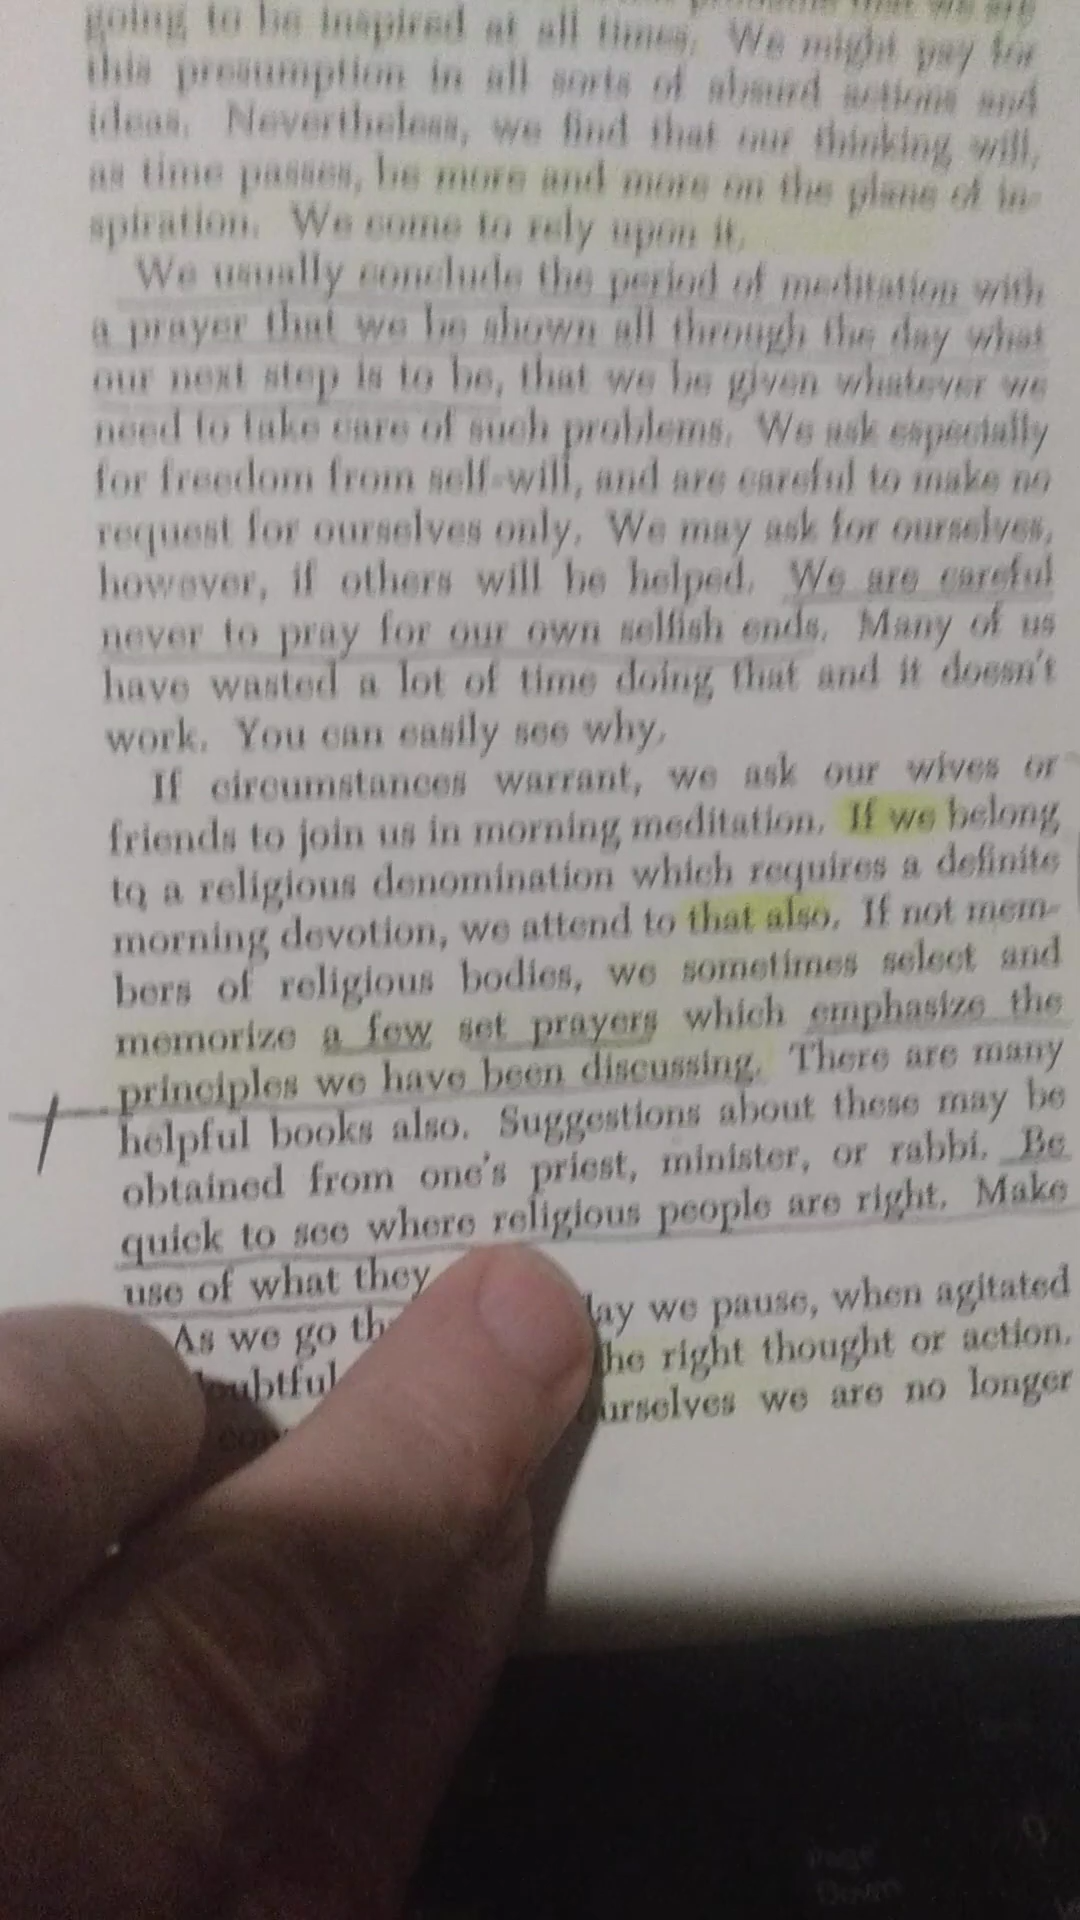 that we are
going to be inspired at all times. We might pay for
this presumption in all sorts of absurd actions and
ideas. Nevertheless, we find that our thinking will,
as time passes, be more and more on the plane of in-
spiration. We come to rely upon it.
We usually conclude the period of meditation with
a prayer that we be shown all through the day what
our next step is to be, that we be given whatever we
need to take care of such problems. We ask especially
for freedom from self-will, and are careful to make no
request for ourselves only. We may ask for ourselves,
however, if others will be helped. We are careful
never to pray for our own selfish ends. Many of us
have wasted a lot of time doing that and it doesn't
work. You can easily see why.
If circumstances warrant, we ask our wives or
friends to join us in morning meditation. If we belong
to a religious denomination which requires a definite
morning devotion, we attend to that also. If not mem-
bers of religious bodies, we sometimes select and
memorize a few set prayers which emphasize the
principles we have been discussing. There are many
helpful books also. Suggestions about these may be
obtained from one's priest, minister, or rabbi. Be
quick to see where religious people are right. Make
use of what they
As we go th lay we pause, when agitated
oubtful he right thought or action.
urselves we are no longer
Page
Down